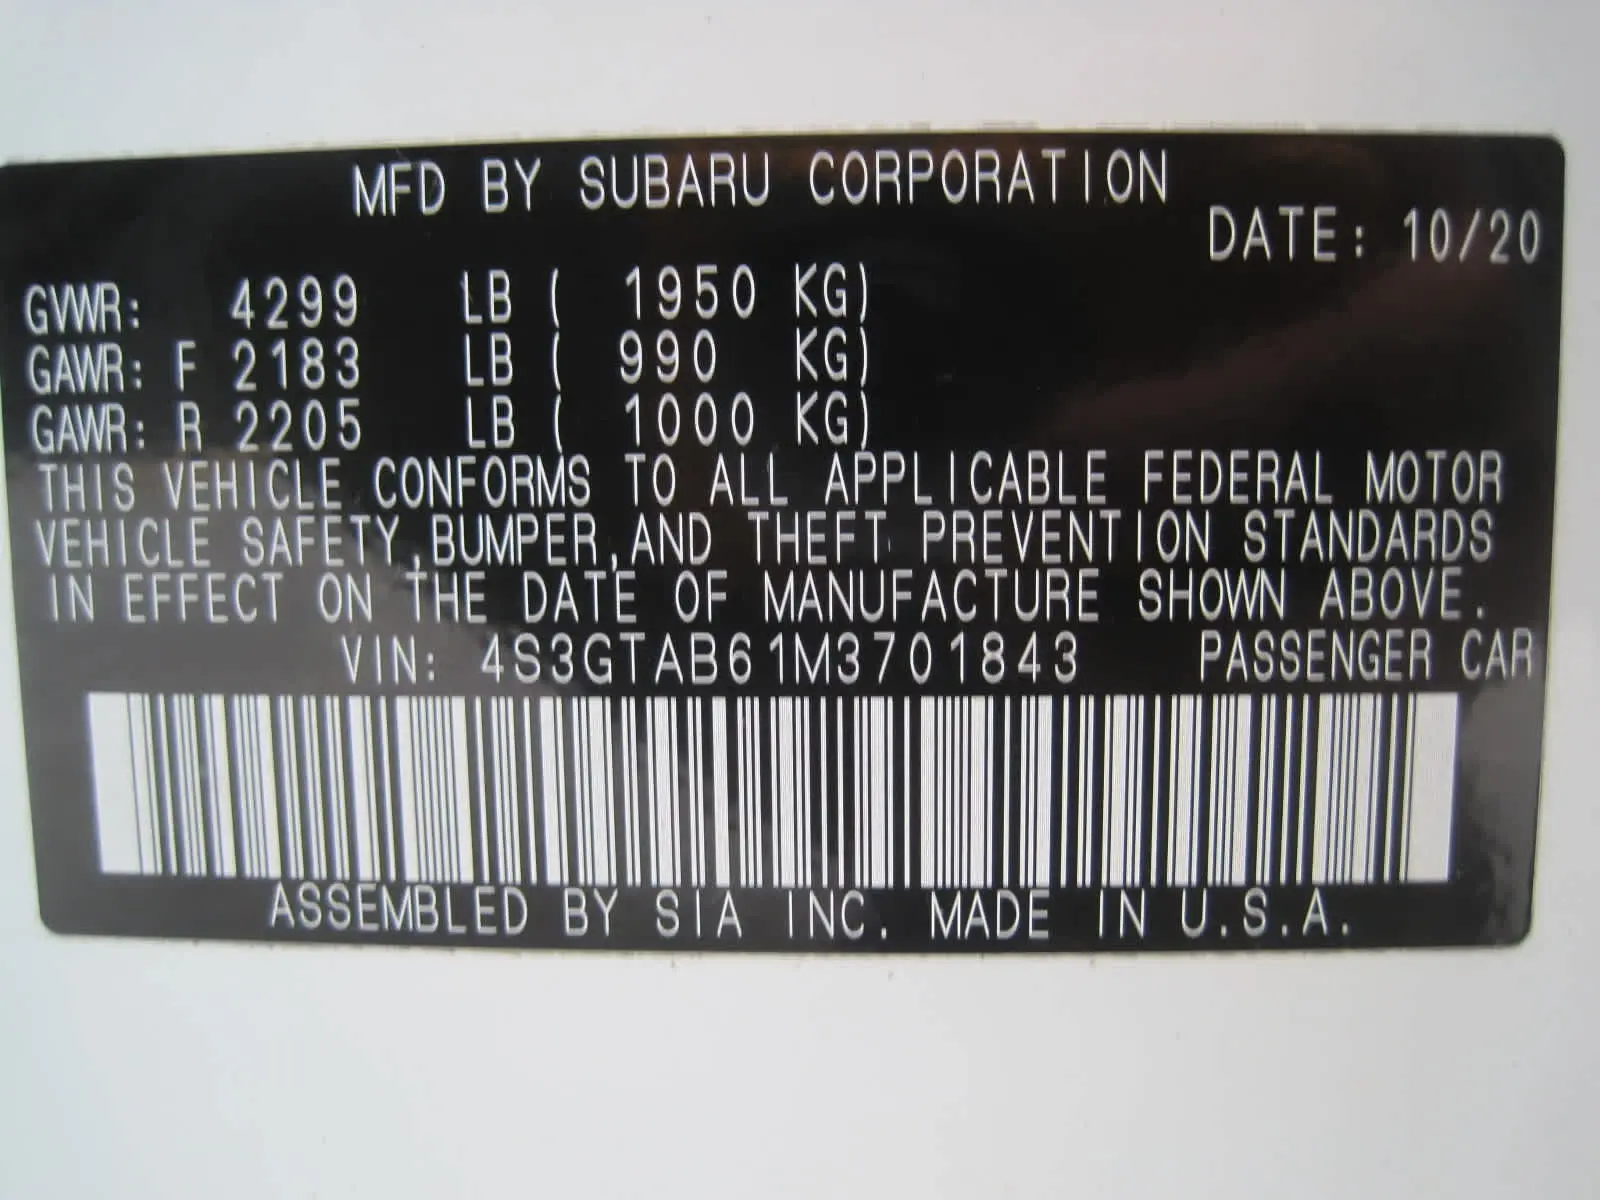 MFD BY SUBARU CORPORATION
DATE: 10/20
GVWR: 4299 LB ( 1950 KG)
GAWR: F 2183 LB ( 990 KG)
GAWR: R 2205 LB ( 1000 KG)
THIS VEHICLE CONFORMS TO ALL APPLICABLE FEDERAL MOTOR
VEHICLE SAFETY,BUMPER,AND THEFT PREVENTION STANDARDS
IN EFFECT ON THE DATE OF MANUFACTURE SHOWN ABOVE.
VIN: 4S3GTAB61M3701843 PASSENGER CAR
ASSEMBLED BY SIA INC. MADE IN U.S.A.